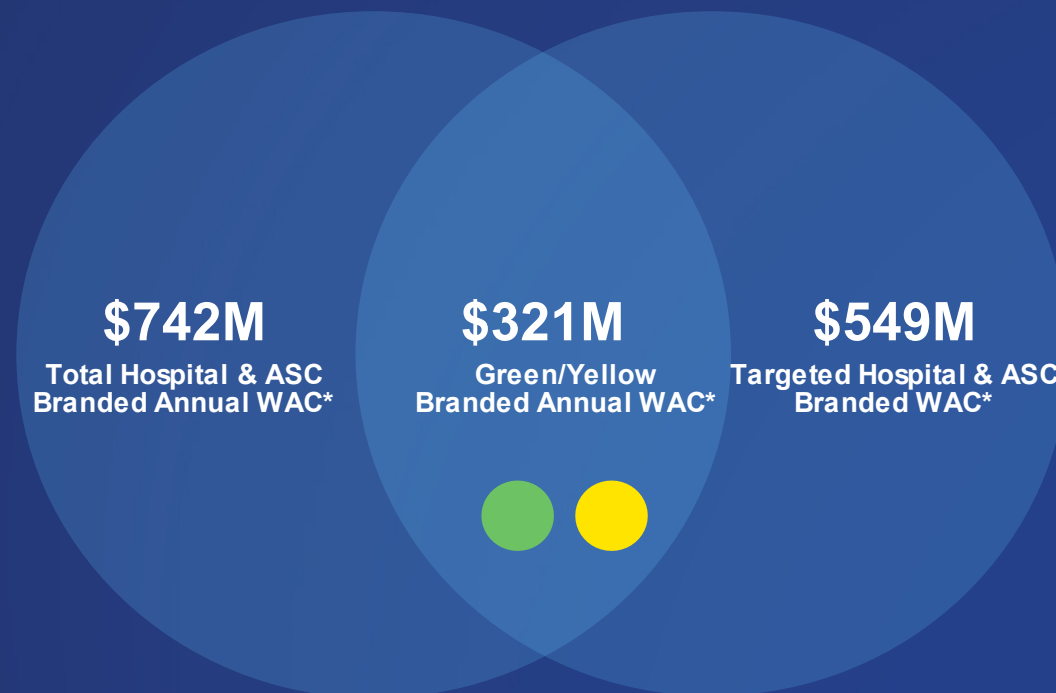 $742M
Total Hospital & ASC
Branded Annual WAC*
$321M
Green/Yellow
Branded Annual WAC*
$549M
Targeted Hospital & ASC
Branded WAC*